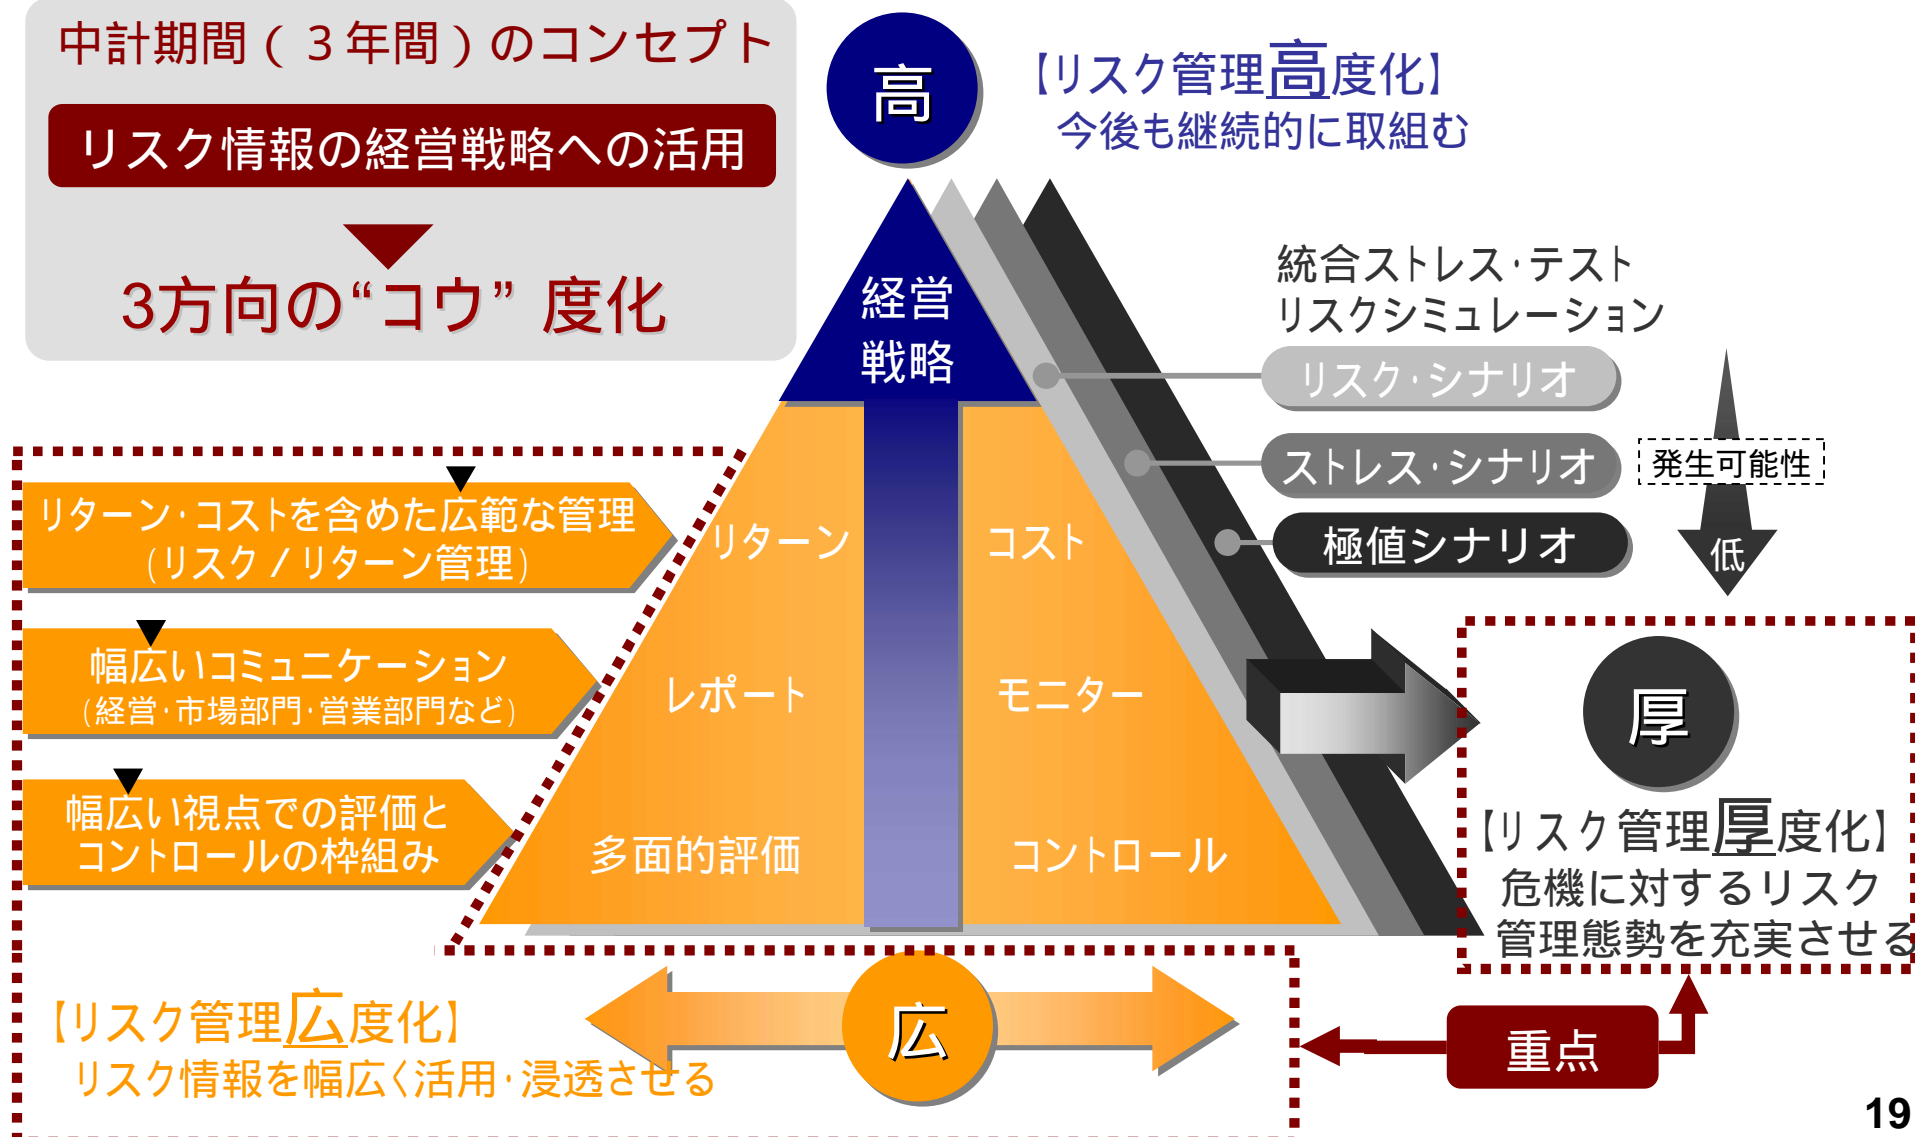 中計期間(3年間)のコンセプト
リスク情報の経営戦略への活用
3方向の“コウ” 度化
高
【リスク管理高度化】
今後も継続的に取組む
経営
戦略
統合ストレス・テスト
リスクシミュレーション
リスク・シナリオ
ストレス・シナリオ
極値シナリオ
発生可能性
低
リターン・コストを含めた広範な管理
(リスク/リターン管理)
幅広いコミュニケーション
(経営・市場部門・営業部門など)
幅広い視点での評価と
コントロールの枠組み
リターン
コスト
レポート
モニター
多面的評価
コントロール
厚
【リスク管理厚度化】
危機に対するリスク
管理態勢を充実させる
広
【リスク管理広度化】
リスク情報を幅広く活用・浸透させる
重点
19